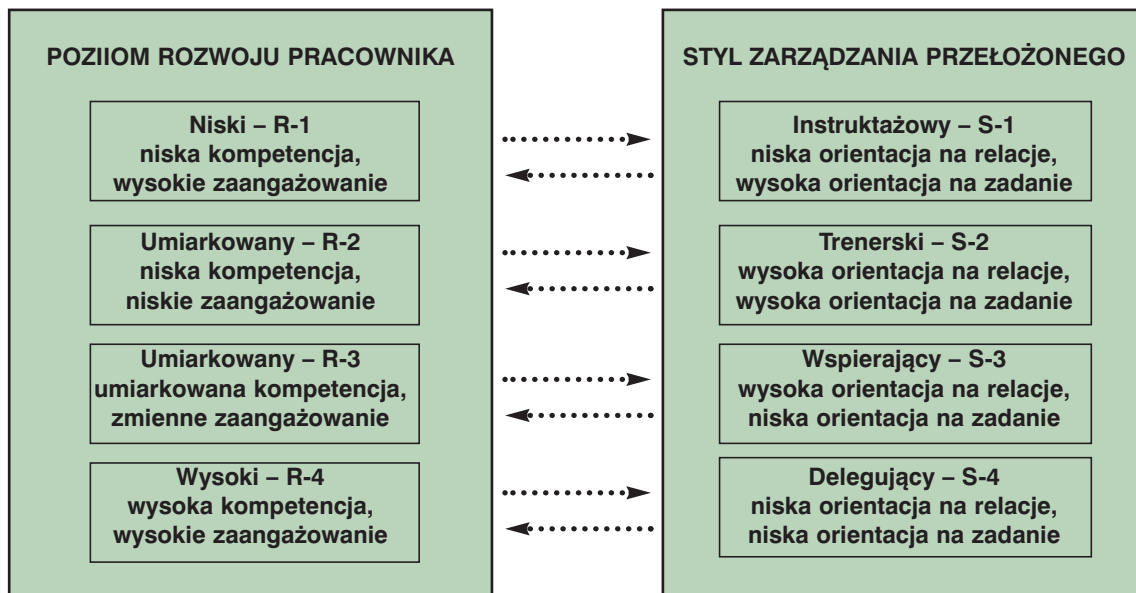 POZIIOM ROZWOJU PRACOWNIKA
Niski – R-1
niska kompetencja,
wysokie zaangażowanie
Umiarkowany – R-2
niska kompetencja,
niskie zaangażowanie
Umiarkowany – R-3
umiarkowana kompetencja,
zmienne zaangażowanie
Wysoki – R-4
wysoka kompetencja,
wysokie zaangażowanie
STYL ZARZĄDZANIA PRZEŁOŻONEGO
Instruktażowy – S-1
niska orientacja na relacje,
wysoka orientacja na zadanie
Trenerski – S-2
wysoka orientacja na relacje,
wysoka orientacja na zadanie
Wspierający – S-3
wysoka orientacja na relacje,
niska orientacja na zadanie
Delegujący – S-4
niska orientacja na relacje,
niska orientacja na zadanie